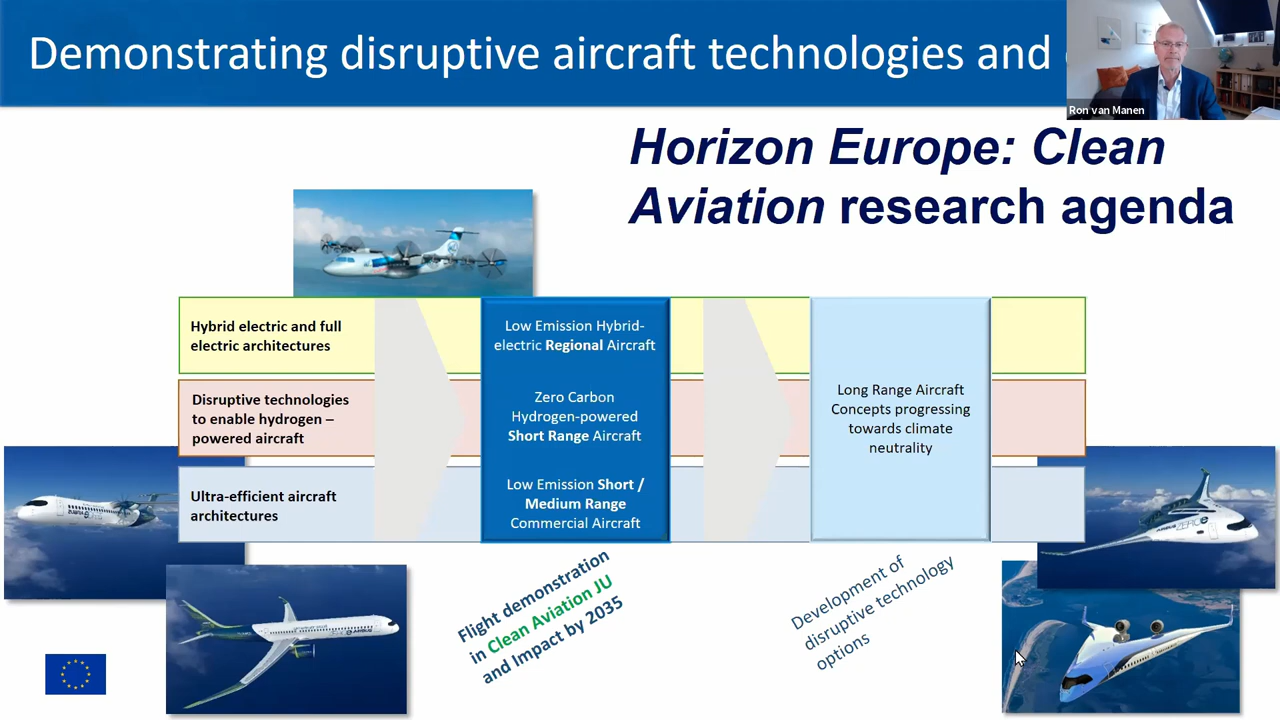 Demonstrating disruptive aircraft technologies and
Ron van Manen
Horizon Europe: Clean
Aviation research agenda
Hybrid electric and full
electric architectures
Low Emission Hybrid-
electric Regional Aircraft
Disruptive technologies
to enable hydrogen –
powered aircraft
Zero Carbon
Hydrogen-powered
Short Range Aircraft
Long Range Aircraft
Concepts progressing
towards climate
neutrality
Ultra-efficient aircraft
architectures
Low Emission Short /
Medium Range
Commercial Aircraft
Flight demonstration
in Clean Aviation JU
and Impact by 2035
Development of
disruptive technology
options